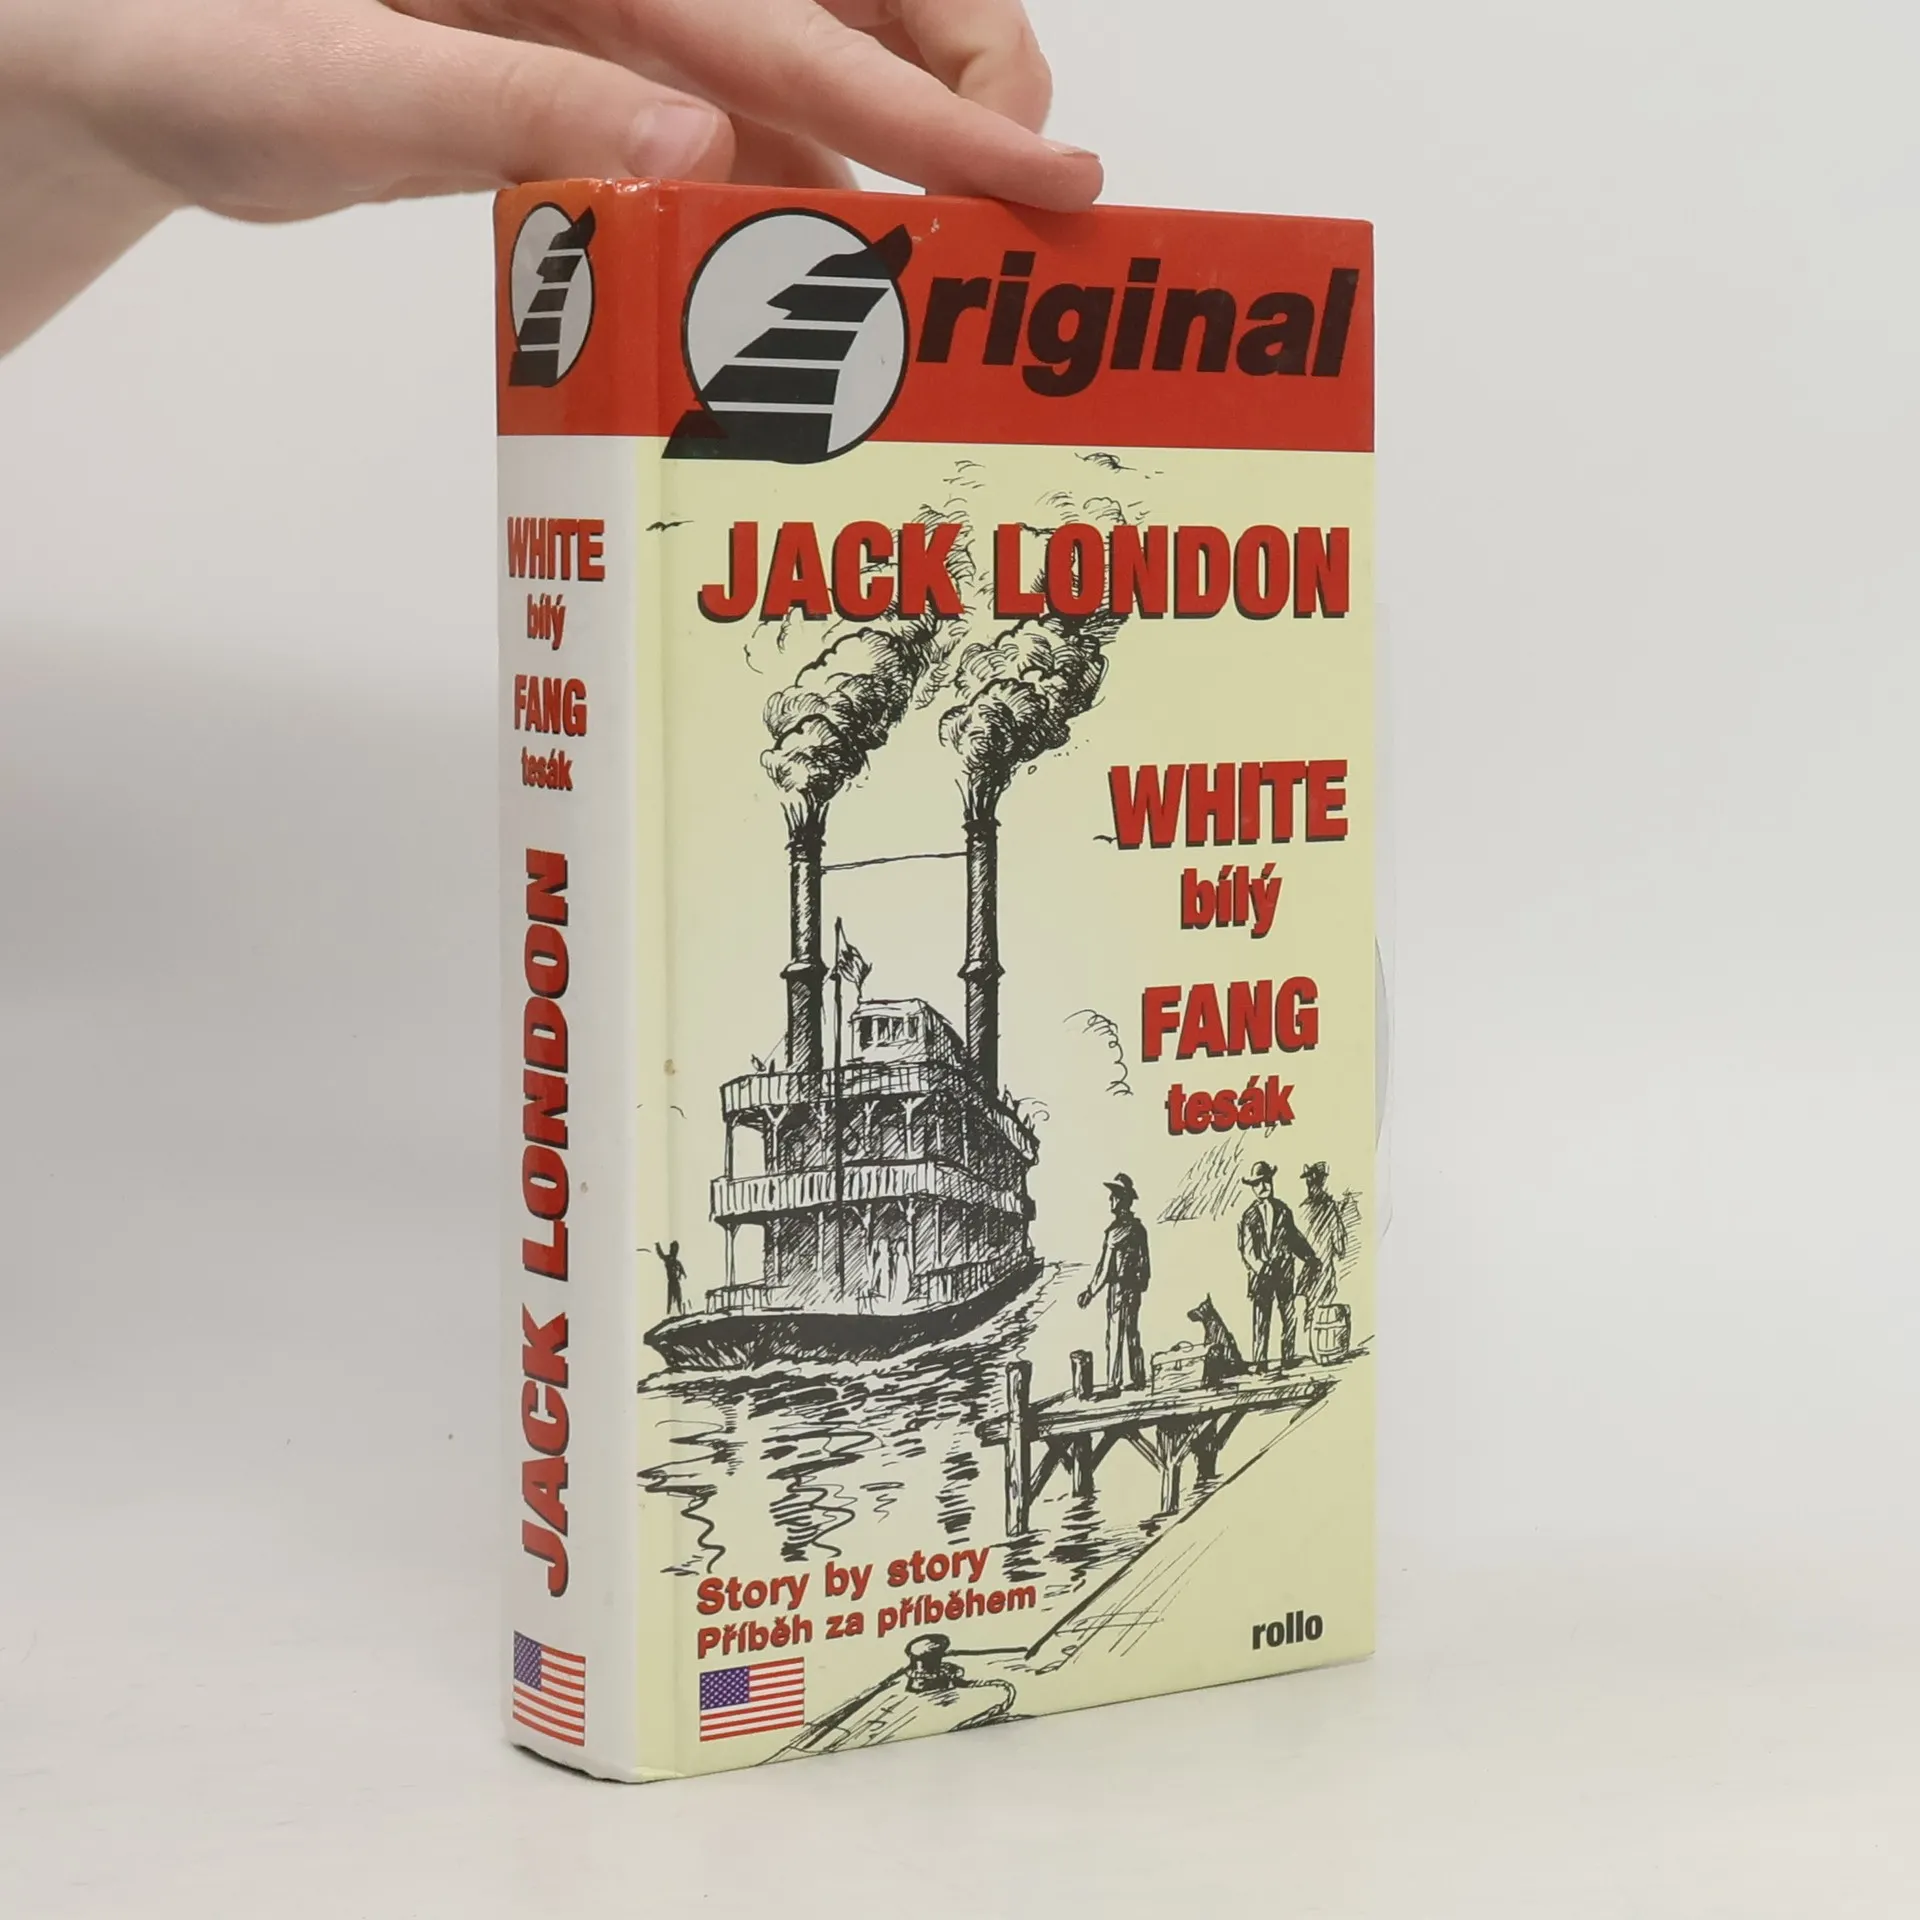 riginal
JACK LONDON
WHITE
bílý
FANG
tesák
Story by story
Příběh za příběhem
rollo
WHITE
bílý
FANG
tesák
JACK LONDON